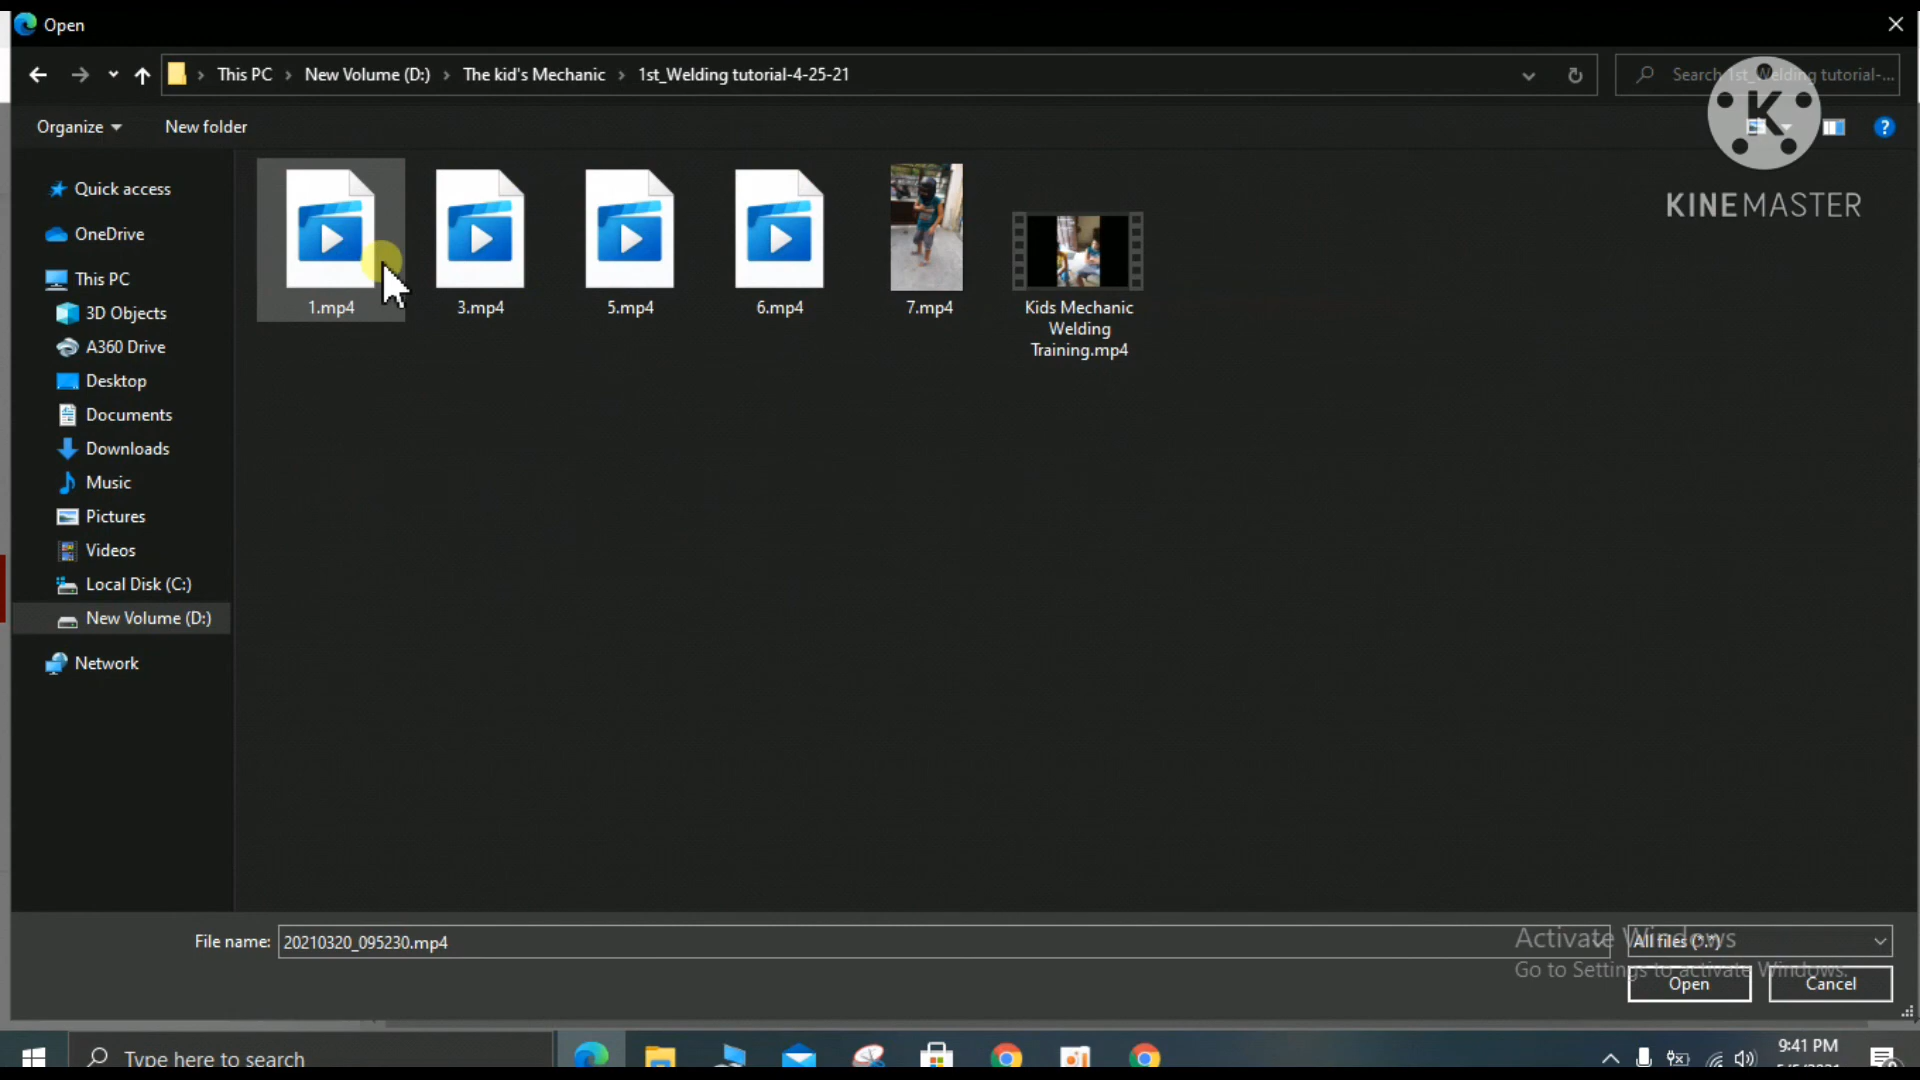 Open
This PC > New Volume (D:) > The kid's Mechanic > 1st_Welding tutorial-4-25-21
Search 1st_Welding tutorial-...
Organize
New folder
KINEMASTER
Quick access
OneDrive
This PC
3D Objects
A360 Drive
Desktop
Documents
Downloads
Music
Pictures
Videos
Local Disk (C:)
New Volume (D:)
Network
1.mp4
3.mp4
5.mp4
6.mp4
7.mp4
Kids Mechanic
Welding
Training.mp4
File name: 20210320_095230.mp4
All files (*.*)
Activate Windows
Go to Settings to activate Windows.
Open
Cancel
Type here to search
9:41 PM